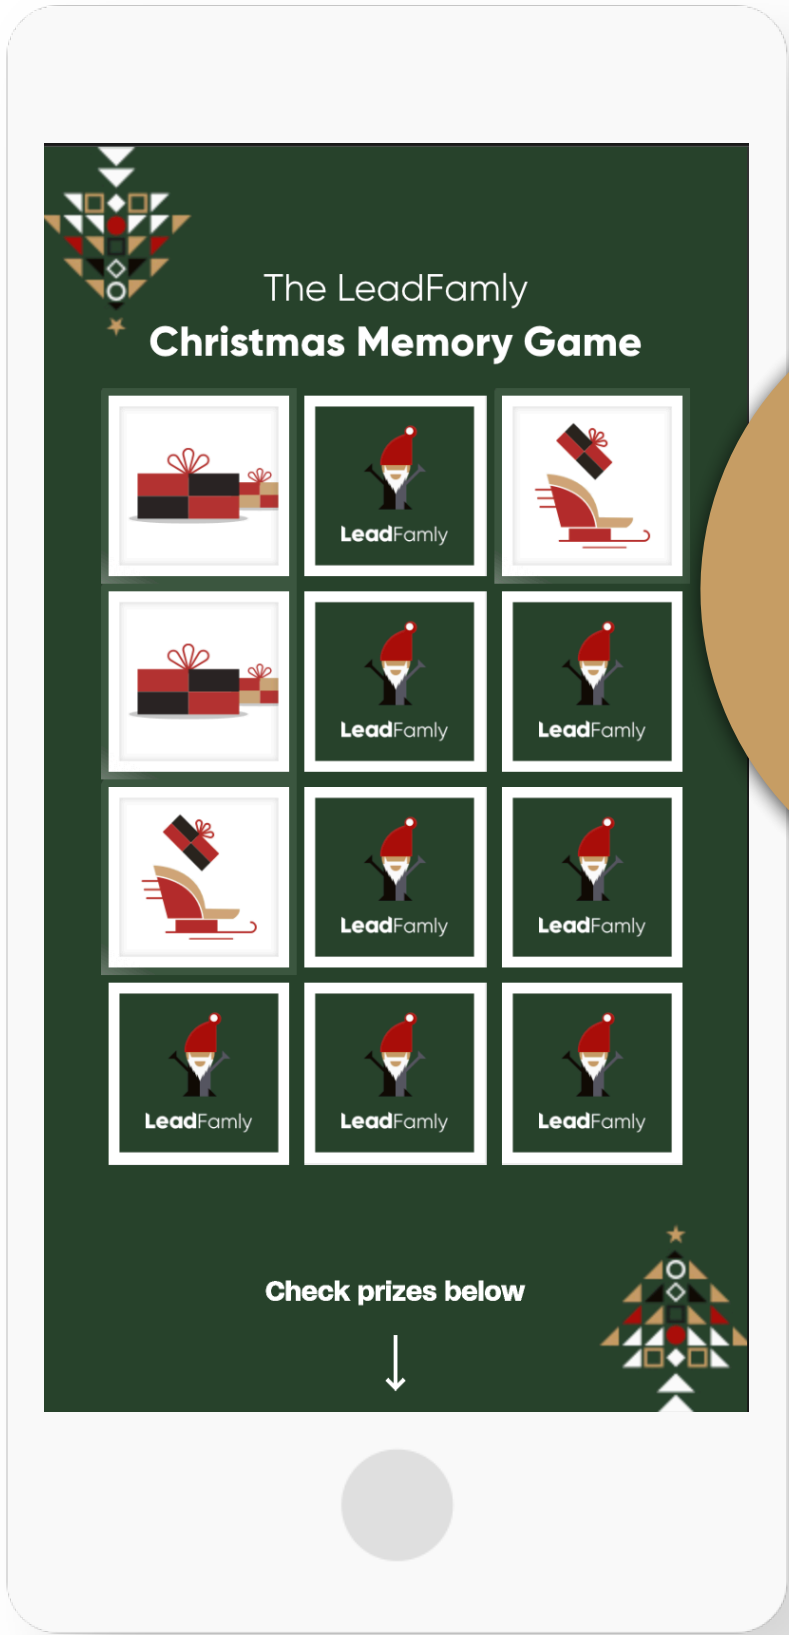 The LeadFamly
Christmas Memory Game
LeadFamly
LeadFamly
LeadFamly
LeadFamly
LeadFamly
LeadFamly
LeadFamly
LeadFamly
Check prizes below